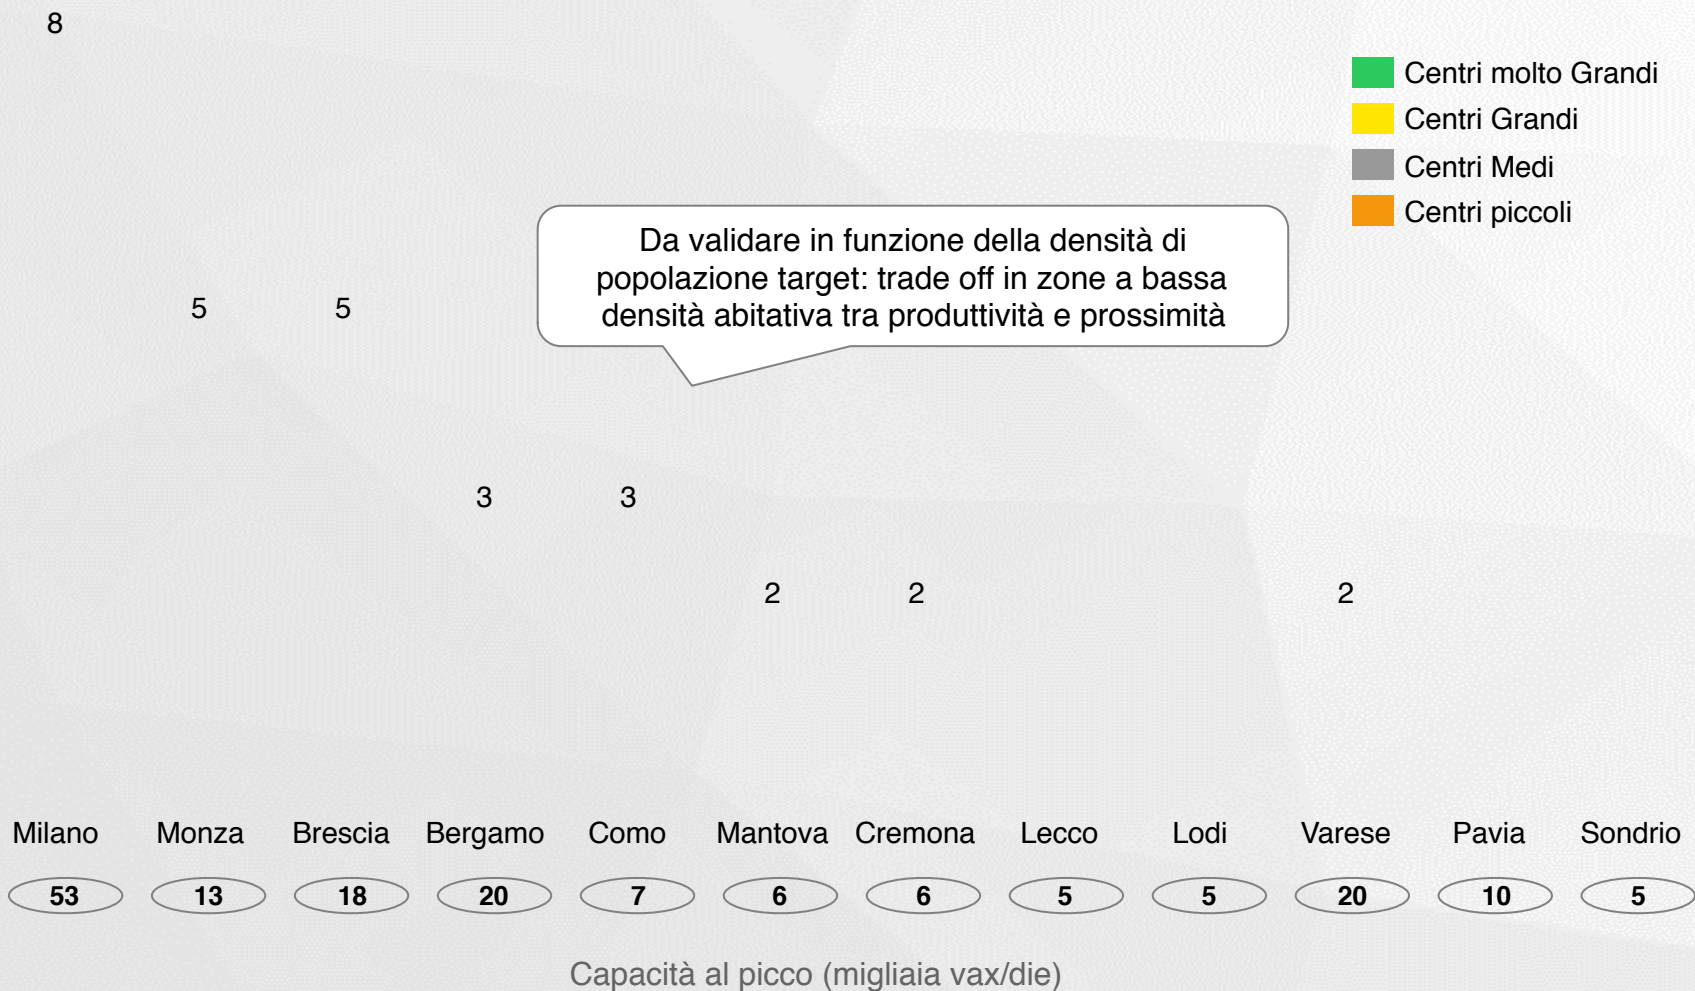 8
Centri molto Grandi
Centri Grandi
Centri Medi
Centri piccoli
Da validare in funzione della densità di
popolazione target: trade off in zone a bassa
densità abitativa tra produttività e prossimità
5 5
3 3
2 2 2
Milano Monza Brescia Bergamo Como Mantova Cremona Lecco Lodi Varese Pavia Sondrio
53 13 18 20 7 6 6 5 5 20 10 5
Capacità al picco (migliaia vax/die)